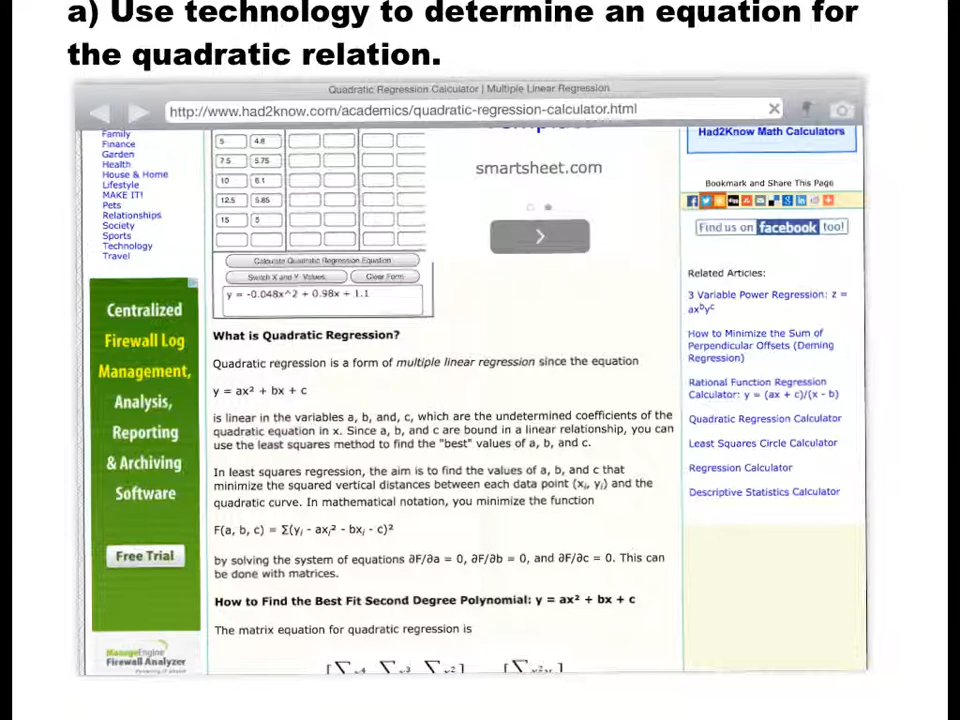 a) Use technology to determine an equation for
the quadratic relation.
Quadratic Regression Calculator | Multiple Linear Regression
http://www.had2know.com/academics/quadratic-regression-calculator.html
Family
Finance
Garden
Health
House & Home
Lifestyle
MAKE IT!
Pets
Relationships
Society
Sports
Technology
Travel
Centralized
Firewall Log
Management,
Analysis,
Reporting
& Archiving
Software
Free Trial
ManageEngine
Firewall Analyzer
5 4.8
7.5 5.75
10 6.1
12.5 5.85
15 5
Calculate Quadratic Regression Equation
Switch X and Y Values Clear Form
y = -0.048x^2 + 0.98x + 1.1
smartsheet.com
What is Quadratic Regression?
Quadratic regression is a form of multiple linear regression since the equation
y = ax² + bx + c
is linear in the variables a, b, and, c, which are the undetermined coefficients of the
quadratic equation in x. Since a, b, and c are bound in a linear relationship, you can
use the least squares method to find the "best" values of a, b, and c.
In least squares regression, the aim is to find the values of a, b, and c that
minimize the squared vertical distances between each data point (xᵢ, yᵢ) and the
quadratic curve. In mathematical notation, you minimize the function
F(a, b, c) = Σ(yᵢ - axᵢ² - bxᵢ - c)²
by solving the system of equations ∂F/∂a = 0, ∂F/∂b = 0, and ∂F/∂c = 0. This can
be done with matrices.
How to Find the Best Fit Second Degree Polynomial: y = ax² + bx + c
The matrix equation for quadratic regression is
Had2Know Math Calculators
Bookmark and Share This Page
Find us on facebook too!
Related Articles:
3 Variable Power Regression: z =
axᵇyᶜ
How to Minimize the Sum of
Perpendicular Offsets (Deming
Regression)
Rational Function Regression
Calculator: y = (ax + c)/(x - b)
Quadratic Regression Calculator
Least Squares Circle Calculator
Regression Calculator
Descriptive Statistics Calculator